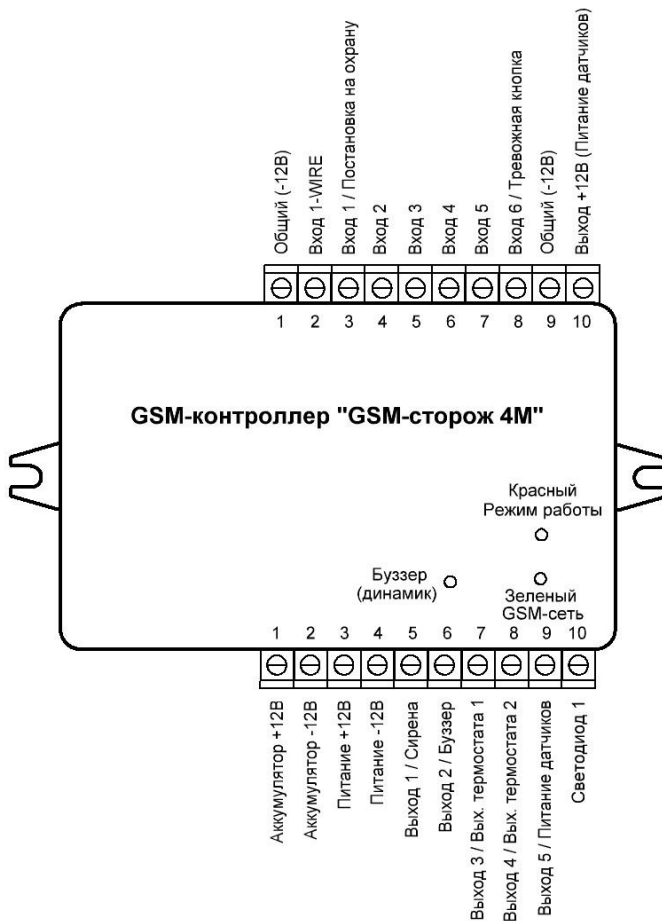 Общий (-12В)
Вход 1-WIRE
Вход 1 / Постановка на охрану
Вход 2
Вход 3
Вход 4
Вход 5
Вход 6 / Тревожная кнопка
Общий (-12В)
Выход +12В (Питание датчиков)
1 2 3 4 5 6 7 8 9 10
GSM-контроллер "GSM-сторож 4М"
Красный
Режим работы
Буззер
(динамик)
Зеленый
GSM-сеть
1 2 3 4 5 6 7 8 9 10
Аккумулятор +12В
Аккумулятор -12В
Питание +12В
Питание -12В
Выход 1 / Сирена
Выход 2 / Буззер
Выход 3 / Вых. термостата 1
Выход 4 / Вых. термостата 2
Выход 5 / Питание датчиков
Светодиод 1